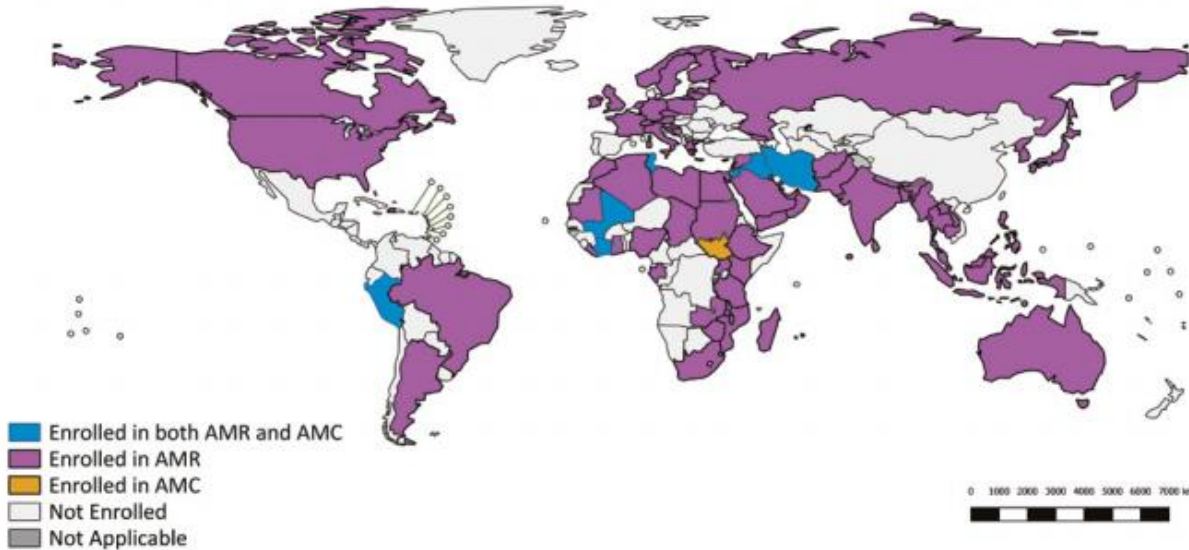 Enrolled in both AMR and AMC
Enrolled in AMR
Enrolled in AMC
Not Enrolled
Not Applicable
0 1000 2000 3000 4000 5000 6000 7000 k